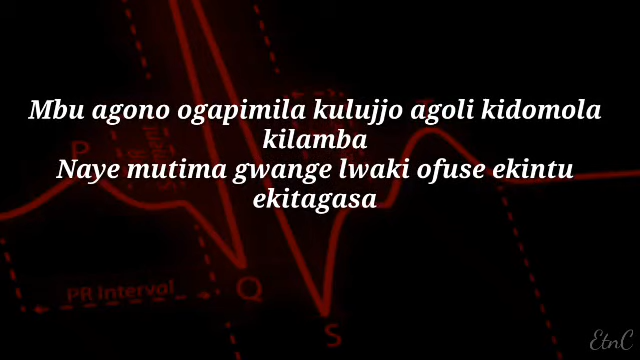 Mbu agono ogapimila kulujjo agoli kidomola
kilamba
Naye mutima gwange lwaki ofuse ekintu
ekitagasa
P
PR Interval
Q
S
EtnC